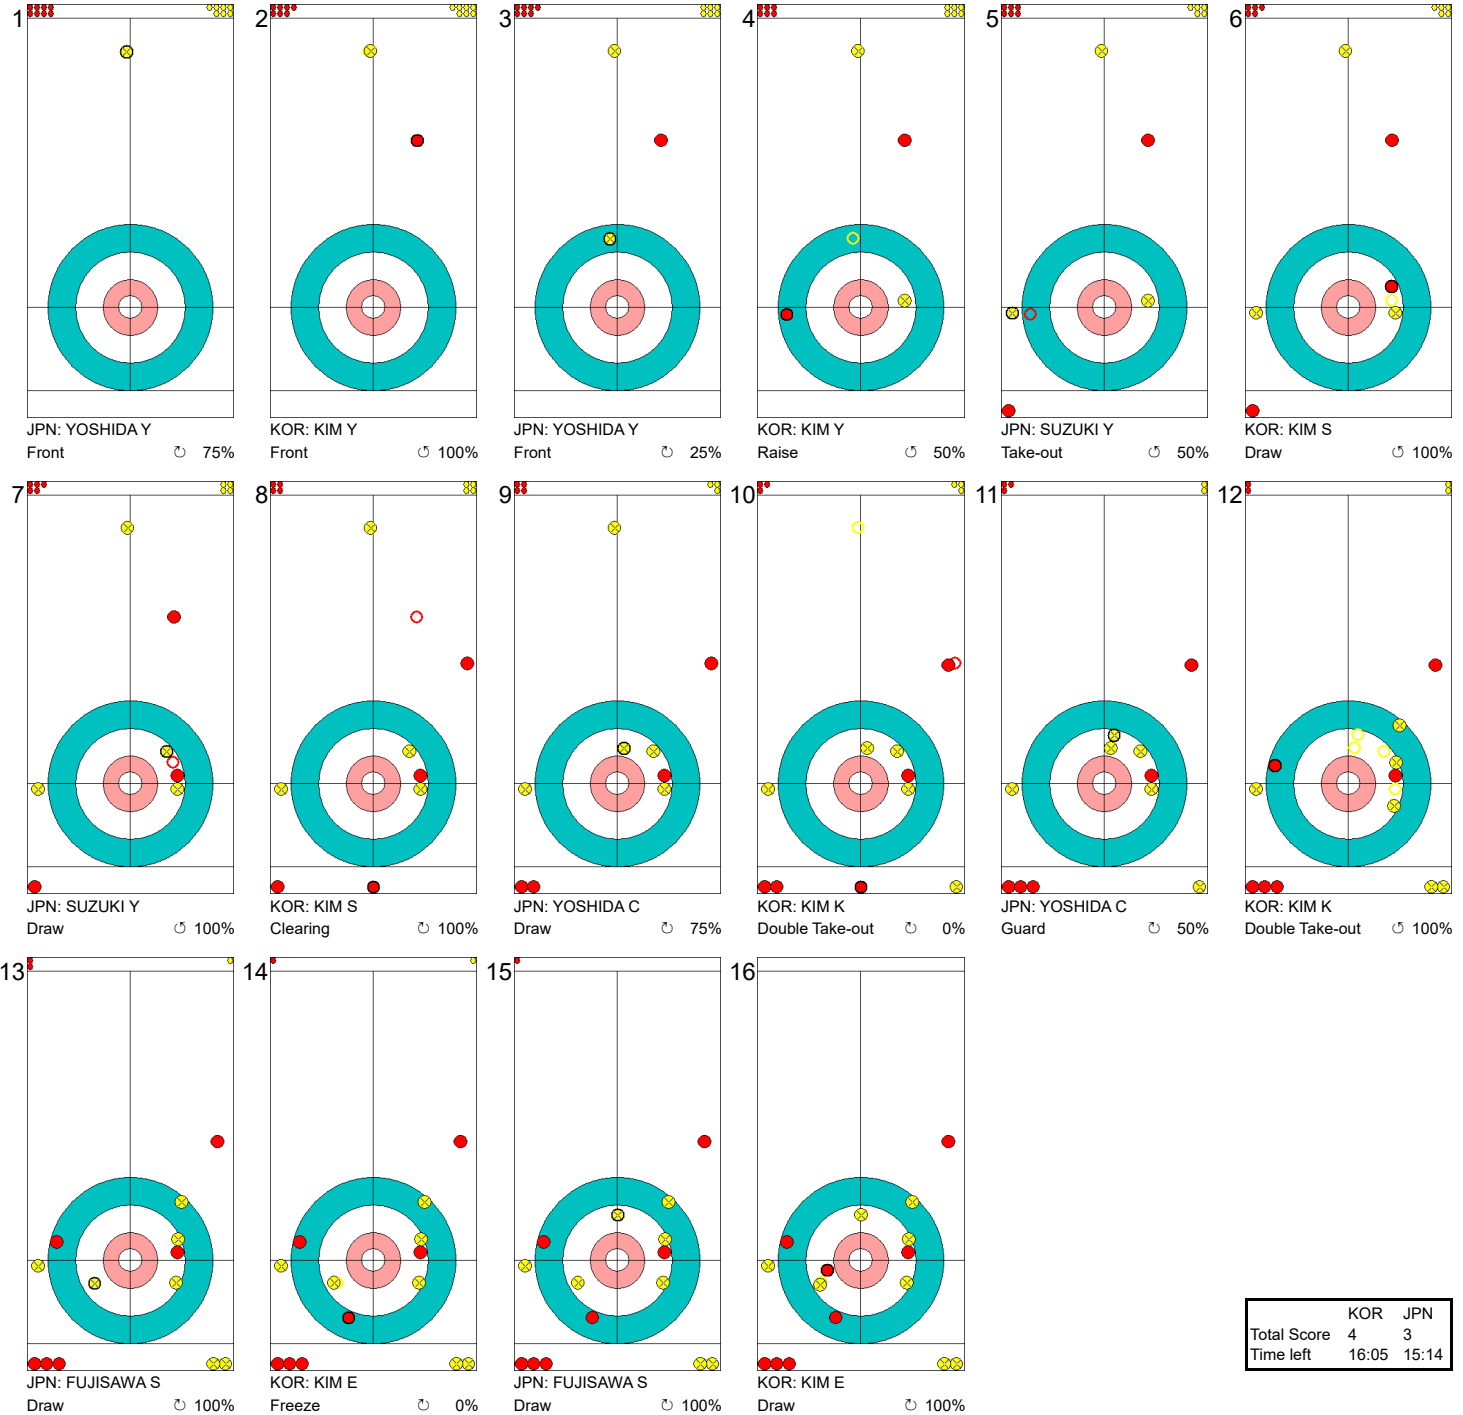 1
2
3
4
5
6
JPN: YOSHIDA Y
Front ↻ 75%
KOR: KIM Y
Front ↺ 100%
JPN: YOSHIDA Y
Front ↻ 25%
KOR: KIM Y
Raise ↺ 50%
JPN: SUZUKI Y
Take-out ↺ 50%
KOR: KIM S
Draw ↺ 100%
7
8
9
10
11
12
JPN: SUZUKI Y
Draw ↻ 100%
KOR: KIM S
Clearing ↻ 100%
JPN: YOSHIDA C
Draw ↻ 75%
KOR: KIM K
Double Take-out ↻ 0%
JPN: YOSHIDA C
Guard ↻ 50%
KOR: KIM K
Double Take-out ↺ 100%
13
14
15
16
JPN: FUJISAWA S
Draw ↻ 100%
KOR: KIM E
Freeze ↻ 0%
JPN: FUJISAWA S
Draw ↻ 100%
KOR: KIM E
Draw ↻ 100%
KOR JPN
Total Score 4 3
Time left 16:05 15:14